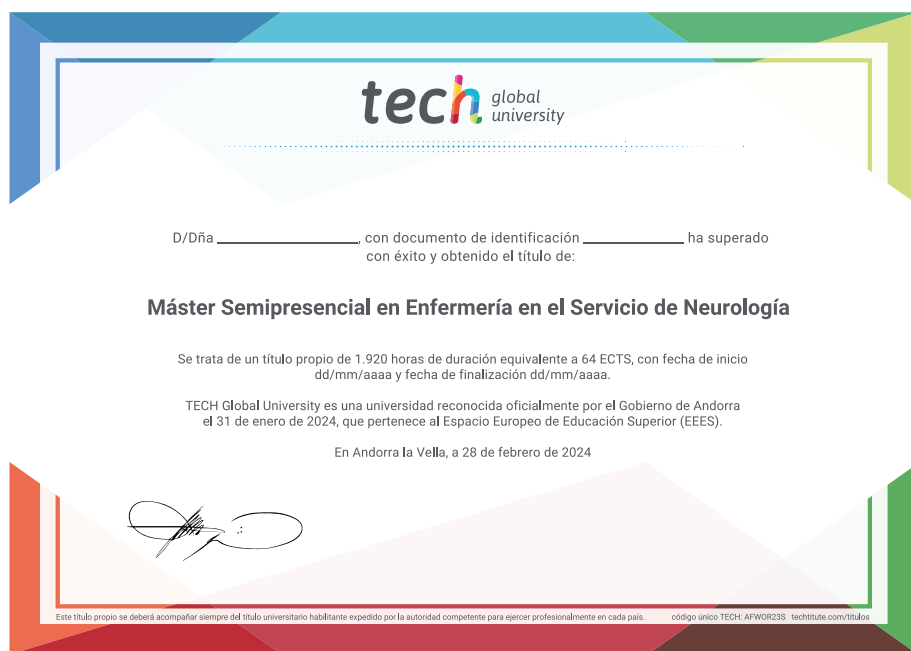 tech global university
D/Dña ____________________, con documento de identificación ______________ ha superado
con éxito y obtenido el título de:
Máster Semipresencial en Enfermería en el Servicio de Neurología
Se trata de un título propio de 1.920 horas de duración equivalente a 64 ECTS, con fecha de inicio
dd/mm/aaaa y fecha de finalización dd/mm/aaaa.
TECH Global University es una universidad reconocida oficialmente por el Gobierno de Andorra
el 31 de enero de 2024, que pertenece al Espacio Europeo de Educación Superior (EEES).
En Andorra la Vella, a 28 de febrero de 2024
Este título propio se deberá acompañar siempre del título universitario habilitante expedido por la autoridad competente para ejercer profesionalmente en cada país. código único TECH: AFWOR23S techtitute.com/titulos